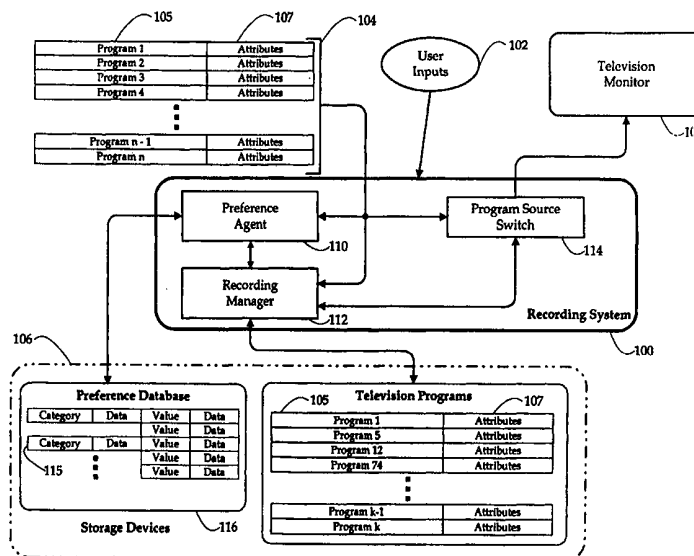 105
107
104
Program 1 Attributes
Program 2 Attributes
Program 3 Attributes
Program 4 Attributes
Program n - 1 Attributes
Program n Attributes
User
Inputs
102
Television
Monitor
10
Preference
Agent
110
Program Source
Switch
114
Recording
Manager
112
Recording System
100
106
Preference Database
Category Data Value Data
Value Data
Category Data Value Data
Value Data
Value Data
115
Storage Devices
116
Television Programs
105
107
Program 1 Attributes
Program 5 Attributes
Program 12 Attributes
Program 74 Attributes
Program k-1 Attributes
Program k Attributes